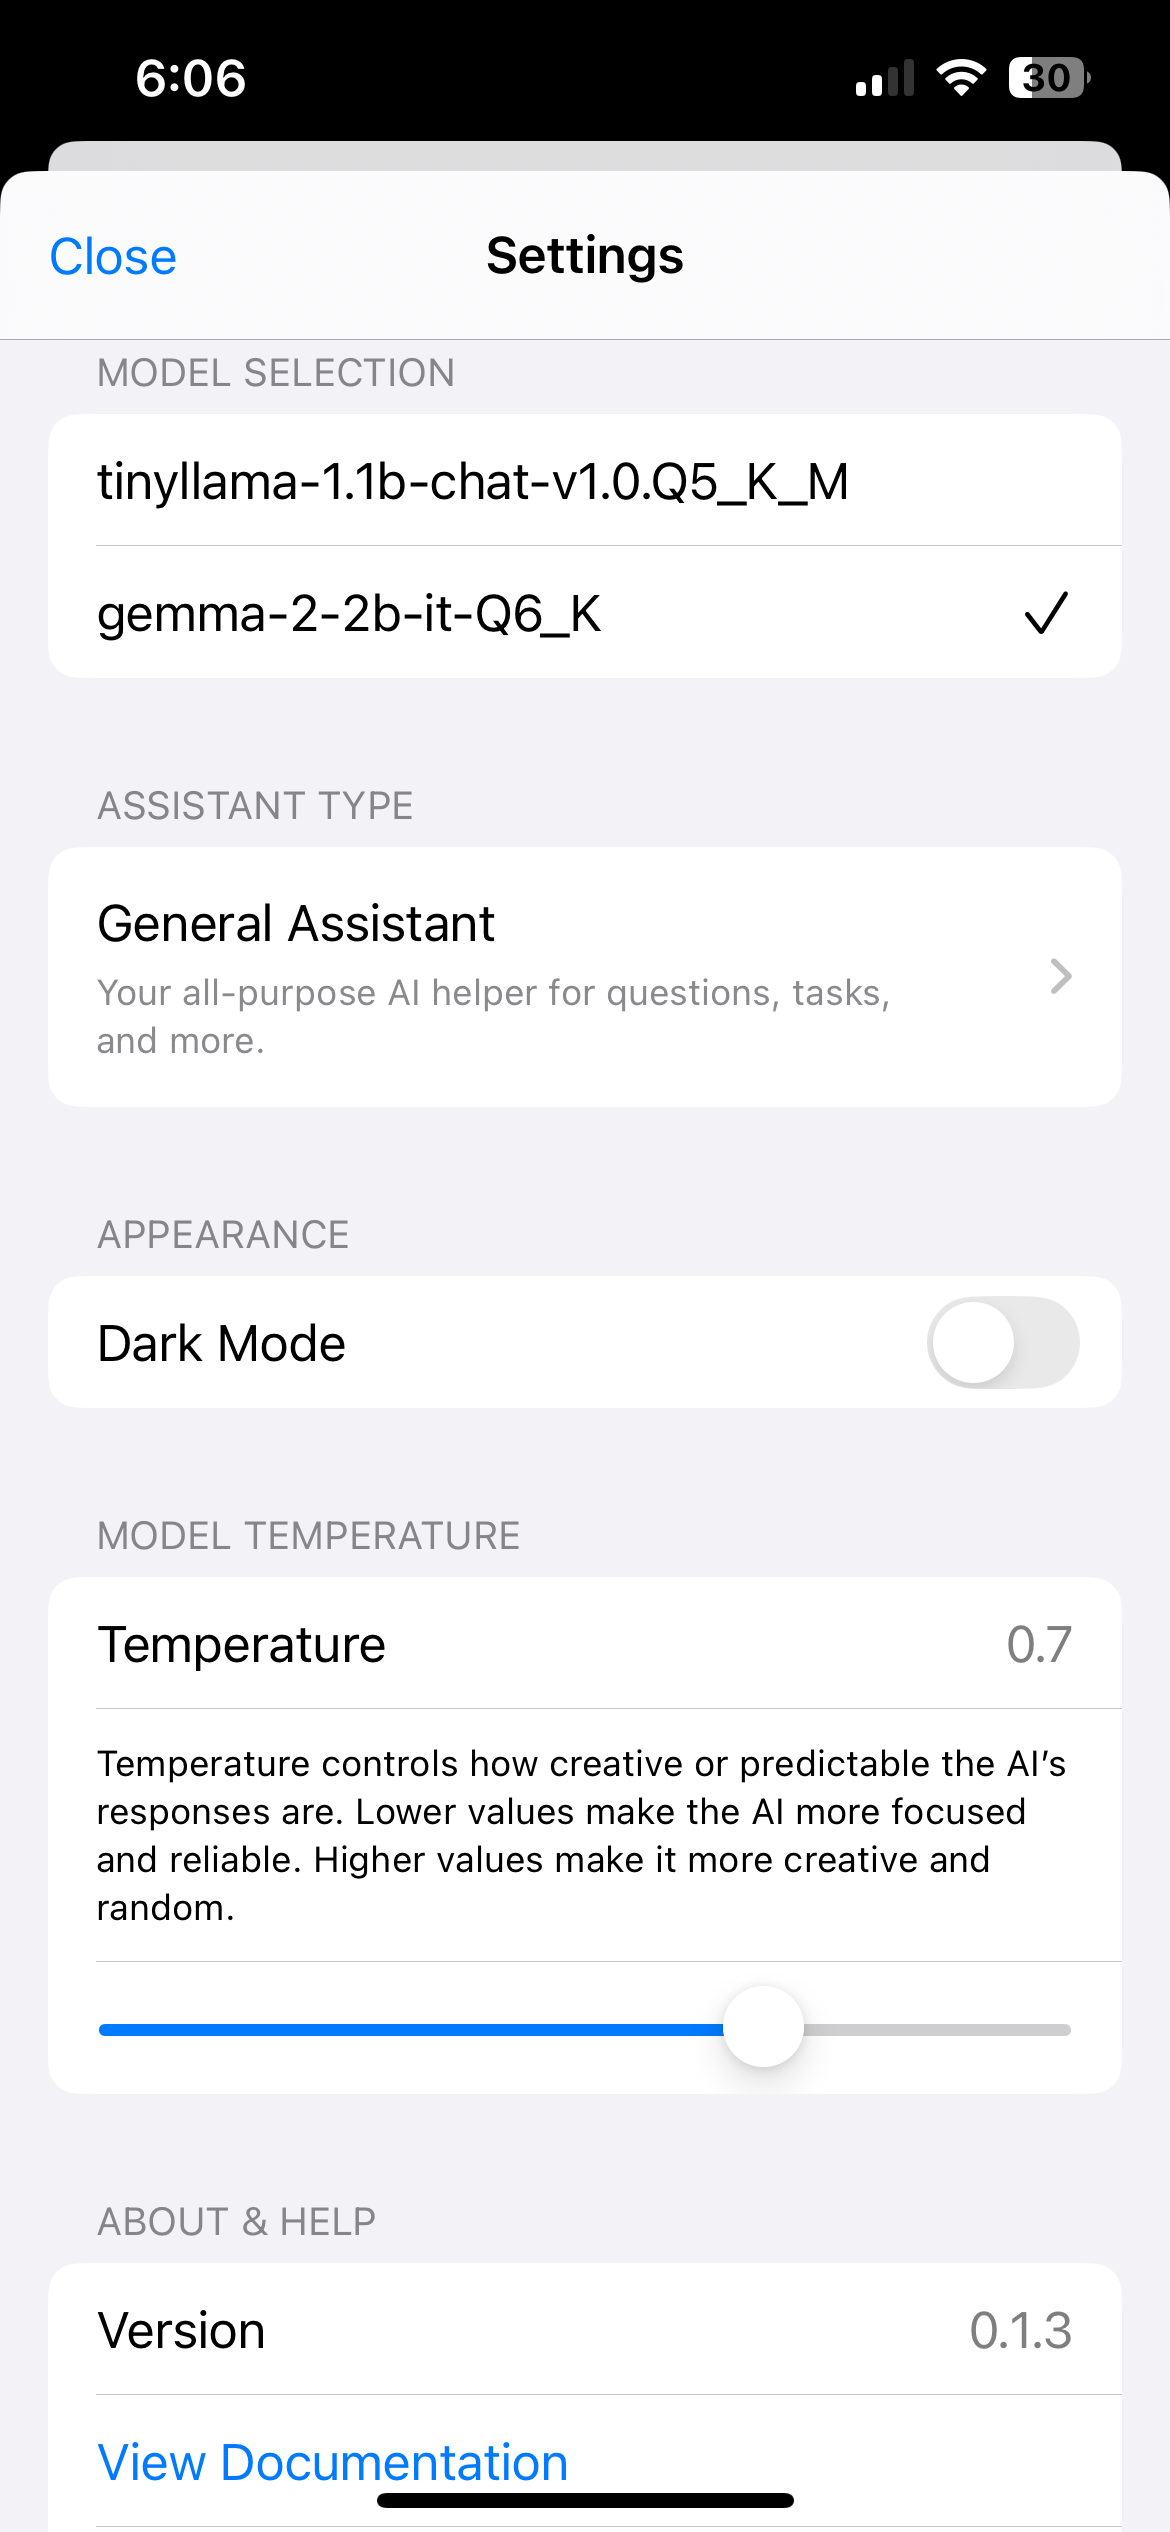 6:06
30
Close
Settings
MODEL SELECTION
tinyllama-1.1b-chat-v1.0.Q5_K_M
gemma-2-2b-it-Q6_K
ASSISTANT TYPE
General Assistant
Your all-purpose AI helper for questions, tasks,
and more.
APPEARANCE
Dark Mode
MODEL TEMPERATURE
Temperature
0.7
Temperature controls how creative or predictable the AI’s
responses are. Lower values make the AI more focused
and reliable. Higher values make it more creative and
random.
ABOUT & HELP
Version
0.1.3
View Documentation